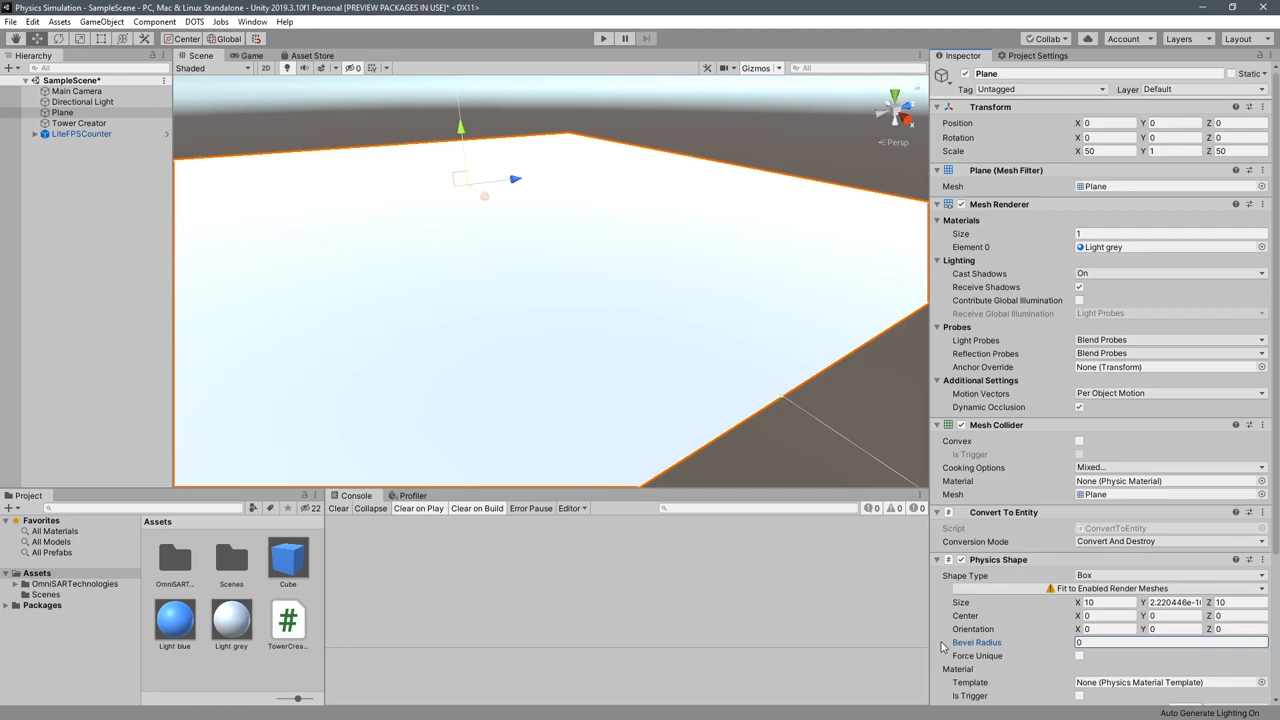 Physics Simulation - SampleScene - PC, Mac & Linux Standalone - Unity 2019.3.10f1 Personal [PREVIEW PACKAGES IN USE]* <DX11>
File Edit Assets GameObject Component DOTS Jobs Window Help
Center Global Collab Account Layers Layout
Hierarchy Scene Game Asset Store Inspector Project Settings
All
Shaded 2D 0 Gizmos All
Plane Static
SampleScene*
Main Camera
Directional Light
Plane
Tower Creator
LiteFPSCounter
y
x
Persp
Tag Untagged Layer Default
Transform
Position X 0 Y 0 Z 0
Rotation X 0 Y 0 Z 0
Scale X 50 Y 1 Z 50
Plane (Mesh Filter)
Mesh Plane
Mesh Renderer
Materials
Size 1
Element 0 Light grey
Lighting
Cast Shadows On
Receive Shadows
Contribute Global Illumination
Receive Global Illumination Light Probes
Probes
Light Probes Blend Probes
Reflection Probes Blend Probes
Anchor Override None (Transform)
Additional Settings
Motion Vectors Per Object Motion
Dynamic Occlusion
Mesh Collider
Convex
Is Trigger
Cooking Options Mixed...
Material None (Physic Material)
Mesh Plane
Convert To Entity
Script ConvertToEntity
Conversion Mode Convert And Destroy
Physics Shape
Shape Type Box
Fit to Enabled Render Meshes
Size X 10 Y 2.220446e-1 Z 10
Center X 0 Y 0 Z 0
Orientation X 0 Y 0 Z 0
Bevel Radius 0
Force Unique
Material
Template None (Physics Material Template)
Is Trigger
Project
22
Favorites
All Materials
All Models
All Prefabs
Assets
OmniSARTechnologies
Scenes
Packages
Assets
OmniSART... Scenes Cube
Light blue Light grey TowerCrea...
Console Profiler
Clear Collapse Clear on Play Clear on Build Error Pause Editor 0 0 0
Auto Generate Lighting On